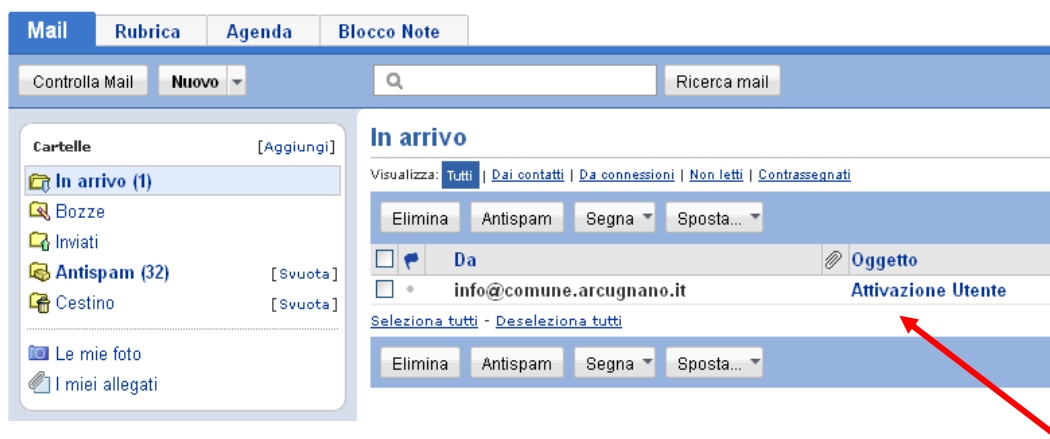 Mail Rubrica Agenda Blocco Note
Controlla Mail Nuovo Ricerca mail
Cartelle [Aggiungi]
In arrivo (1)
Bozze
Inviati
Antispam (32) [Svuota]
Cestino [Svuota]
Le mie foto
I miei allegati
In arrivo
Visualizza: Tutti | Dai contatti | Da connessioni | Non letti | Contrassegnati
Elimina Antispam Segna Sposta...
Da Oggetto
info@comune.arcugnano.it Attivazione Utente
Seleziona tutti - Deseleziona tutti
Elimina Antispam Segna Sposta...